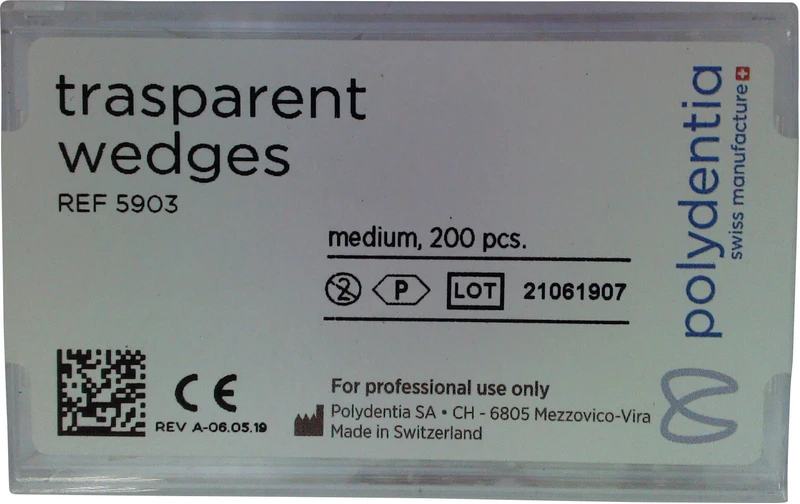 trasparent
wedges
REF 5903
medium, 200 pcs.
2 P LOT 21061907
CE
REV A-06.05.19
For professional use only
Polydentia SA • CH - 6805 Mezzovico-Vira
Made in Switzerland
polydentia
swiss manufacture